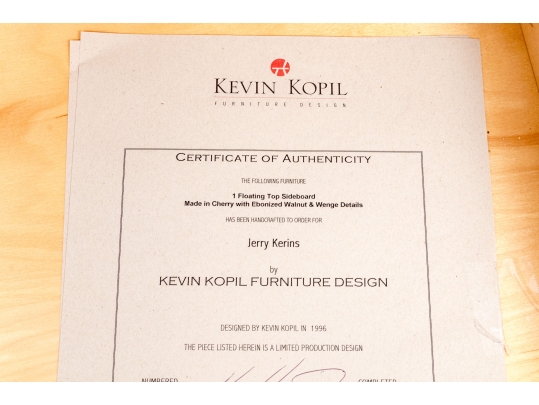 KEVIN KOPIL
FURNITURE DESIGN
CERTIFICATE OF AUTHENTICITY
THE FOLLOWING FURNITURE
1 Floating Top Sideboard
Made in Cherry with Ebonized Walnut & Wenge Details
HAS BEEN HANDCRAFTED TO ORDER FOR
Jerry Kerins
by
KEVIN KOPIL FURNITURE DESIGN
DESIGNED BY KEVIN KOPIL IN 1996
THE PIECE LISTED HEREIN IS A LIMITED PRODUCTION DESIGN
NUMBERED COMPLETED